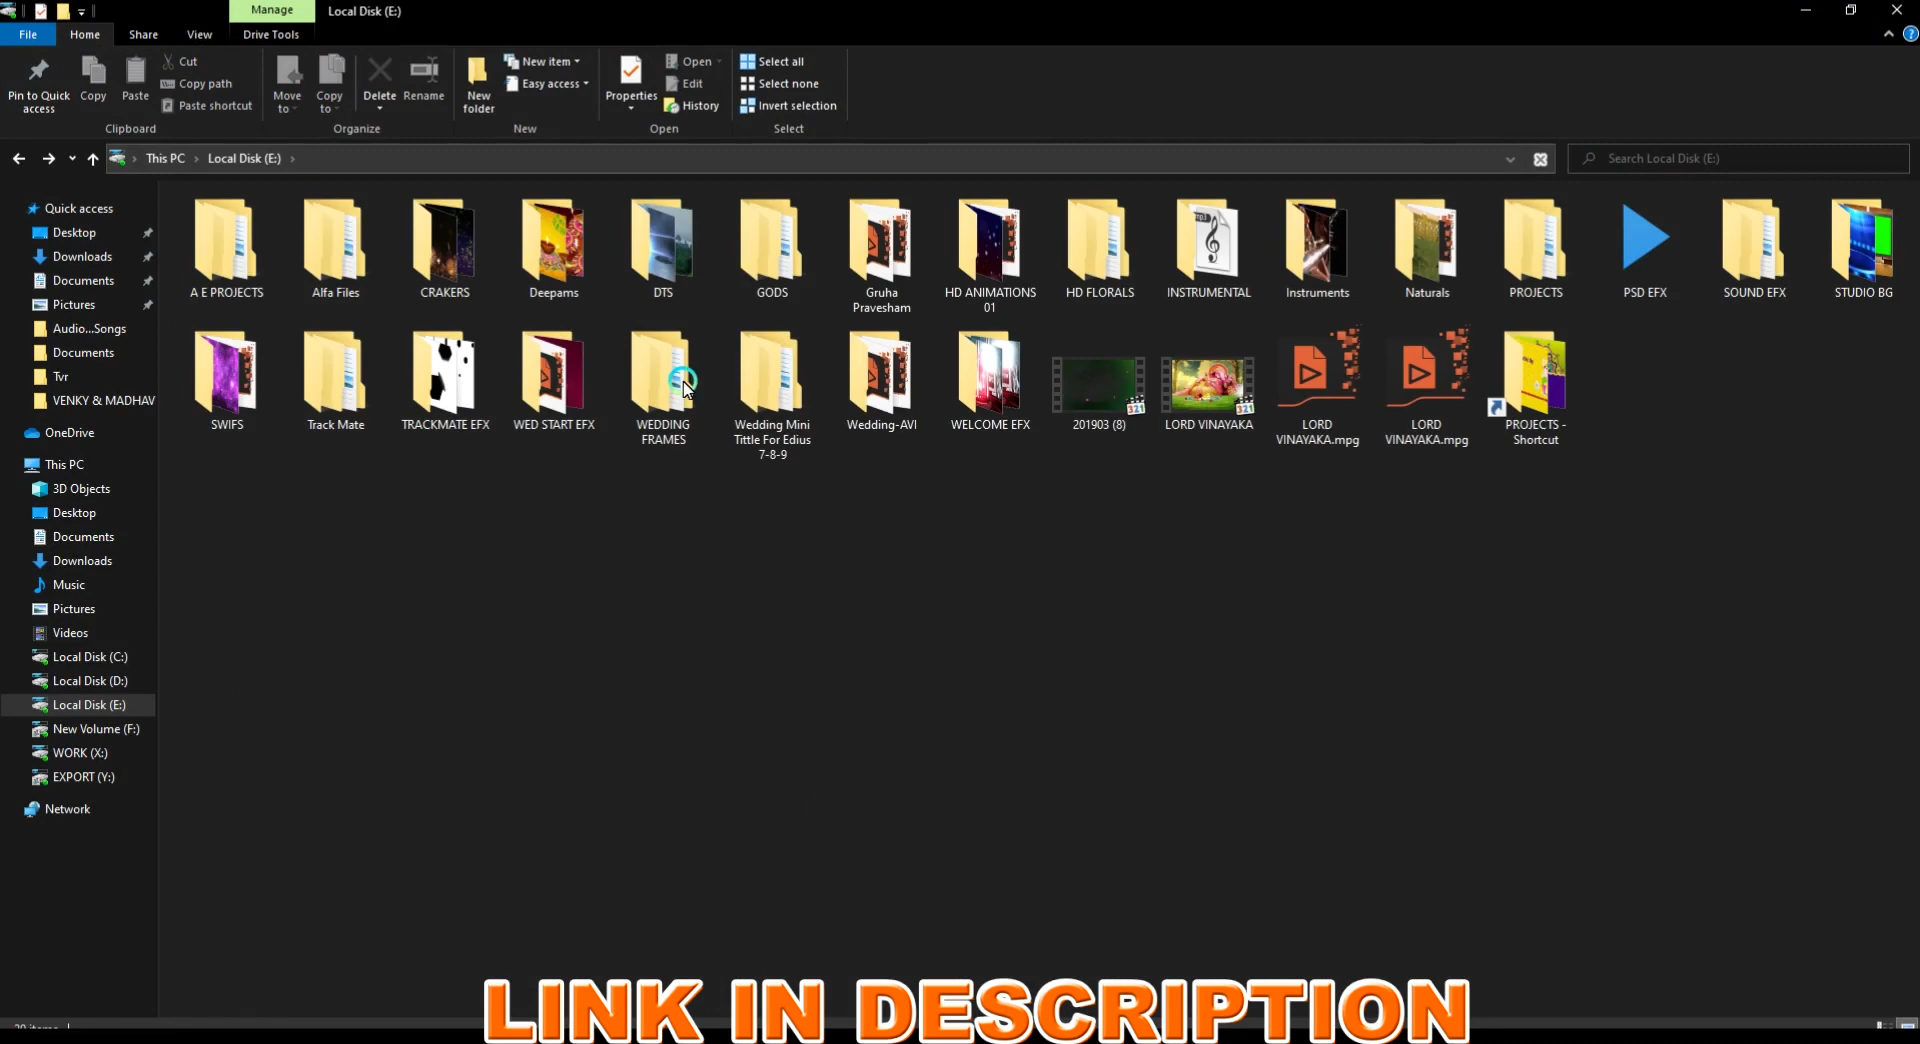 Manage
Local Disk (E:)
File
Home
Share
View
Drive Tools
Pin to Quick access
Copy
Paste
Cut
Copy path
Paste shortcut
Clipboard
Move to
Copy to
Delete
Rename
Organize
New folder
New item
Easy access
New
Properties
Open
Edit
History
Open
Select all
Select none
Invert selection
Select
This PC
Local Disk (E:)
Search Local Disk (E:)
Quick access
Desktop
Downloads
Documents
Pictures
Audio...Songs
Documents
Tvr
VENKY & MADHAV
OneDrive
This PC
3D Objects
Desktop
Documents
Downloads
Music
Pictures
Videos
Local Disk (C:)
Local Disk (D:)
Local Disk (E:)
New Volume (F:)
WORK (X:)
EXPORT (Y:)
Network
A E PROJECTS
Alfa Files
CRAKERS
Deepams
DTS
GODS
Gruha
Pravesham
HD ANIMATIONS
01
HD FLORALS
mp3
INSTRUMENTAL
Instruments
Naturals
PROJECTS
PSD EFX
SOUND EFX
STUDIO BG
SWIFS
Track Mate
TRACKMATE EFX
WED START EFX
WEDDING
FRAMES
Wedding Mini
Tittle For Edius
7-8-9
Wedding-AVI
WELCOME EFX
321
201903 (8)
321
LORD VINAYAKA
LORD
VINAYAKA.mpg
LORD
VINAYAKA.mpg
PROJECTS -
Shortcut
LINK IN DESCRIPTION